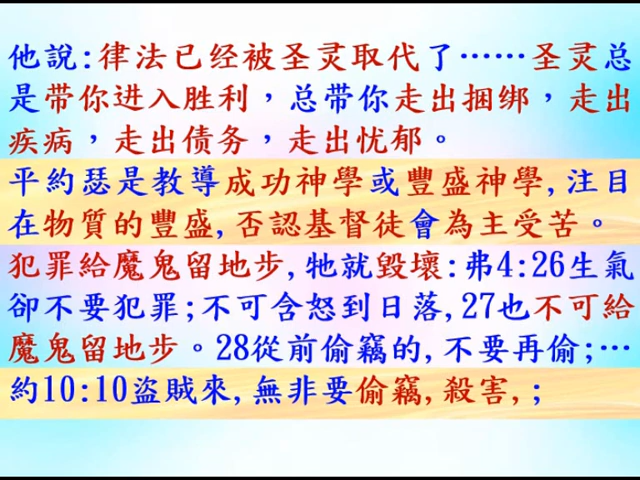 他說:律法已经被圣灵取代了……圣灵总
是带你进入胜利，总带你走出捆绑，走出
疾病，走出债务，走出忧郁。
平約瑟是教導成功神學或豐盛神學,注目
在物質的豐盛,否認基督徒會為主受苦。
犯罪給魔鬼留地步,牠就毀壞:弗4:26生氣
卻不要犯罪;不可含怒到日落,27也不可給
魔鬼留地步。28從前偷竊的,不要再偷;…
約10:10盜賊來,無非要偷竊,殺害,;